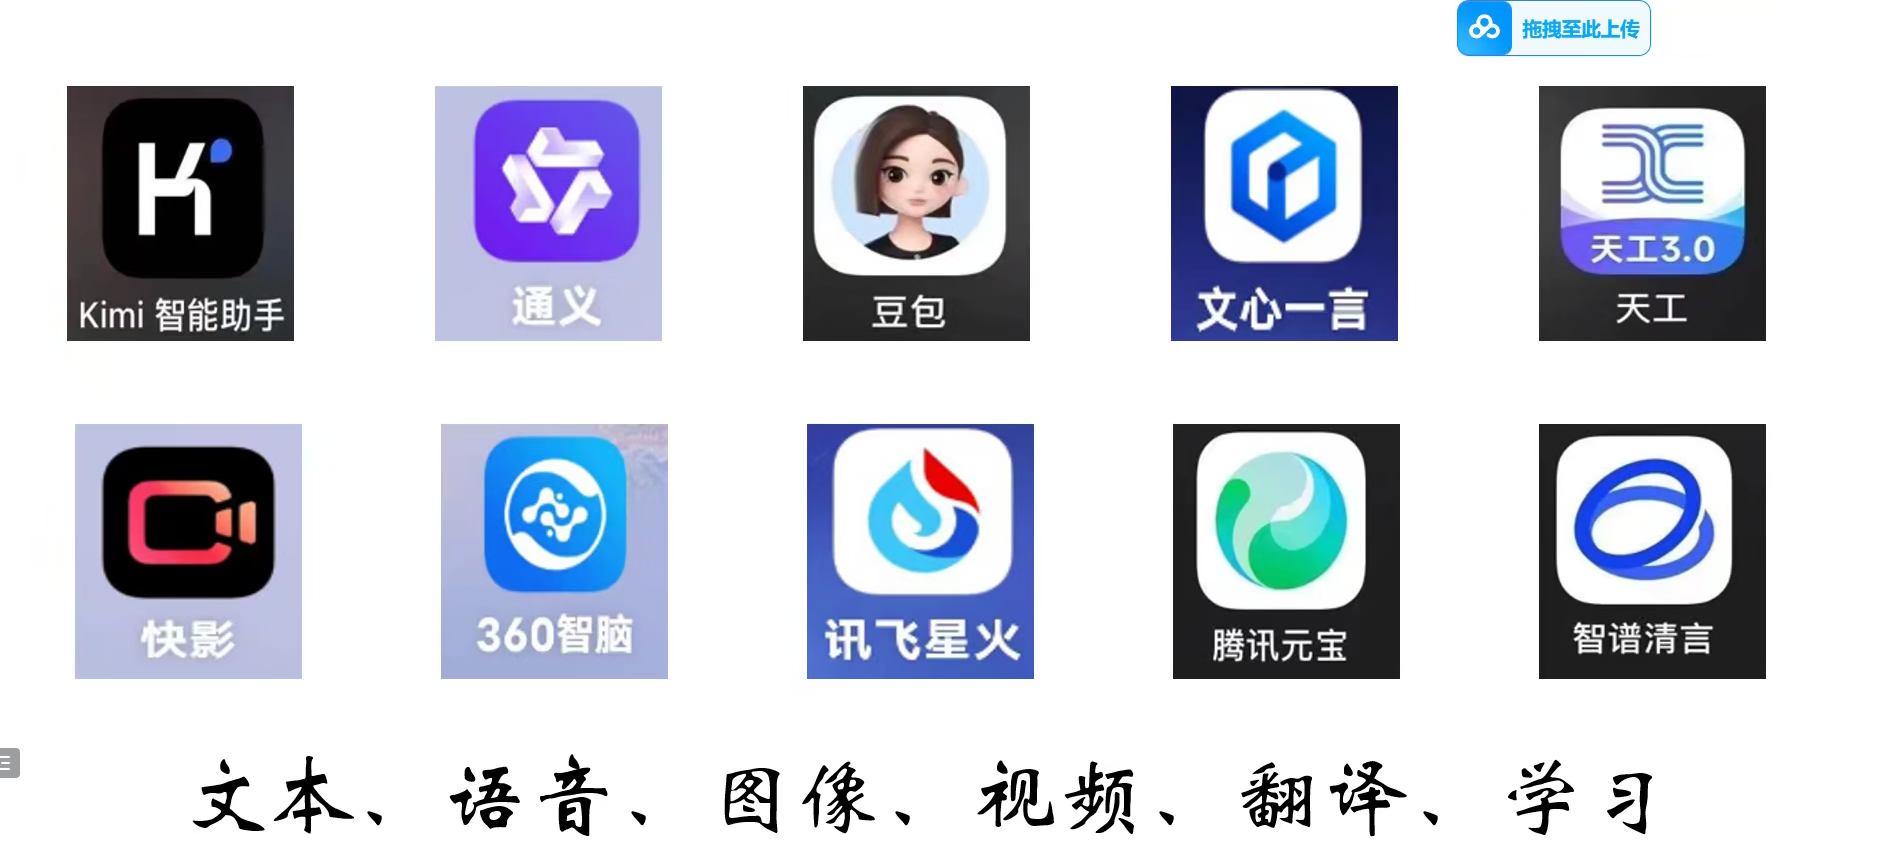 拖拽至此上传
天工3.0
Kimi 智能助手
通义
豆包
文心一言
天工
快影
360智脑
讯飞星火
腾讯元宝
智谱清言
文本、语音、图像、视频、翻译、学习